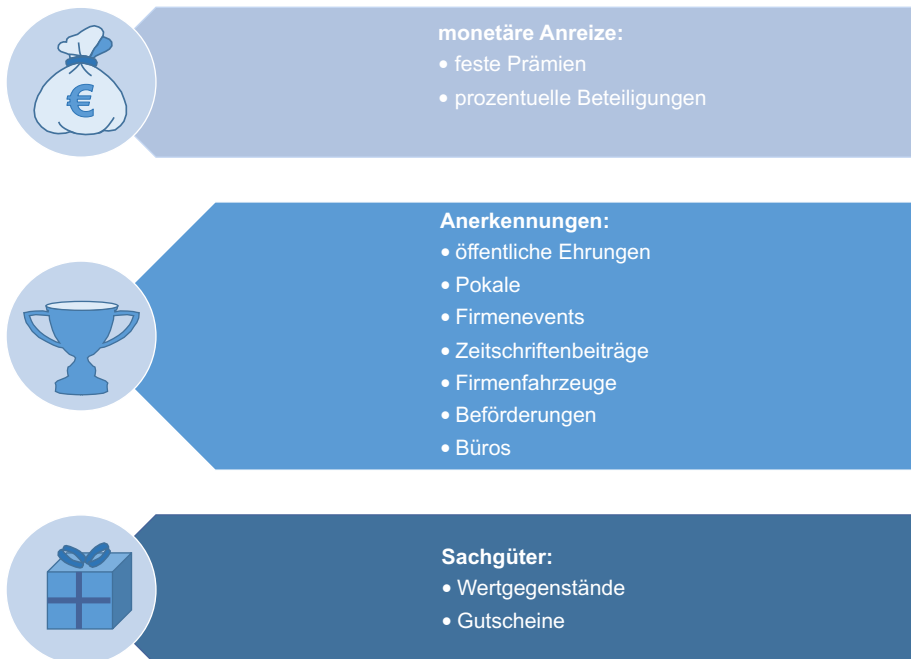 monetäre Anreize:
• feste Prämien
• prozentuelle Beteiligungen
€
Anerkennungen:
• öffentliche Ehrungen
• Pokale
• Firmenevents
• Zeitschriftenbeiträge
• Firmenfahrzeuge
• Beförderungen
• Büros
Sachgüter:
• Wertgegenstände
• Gutscheine